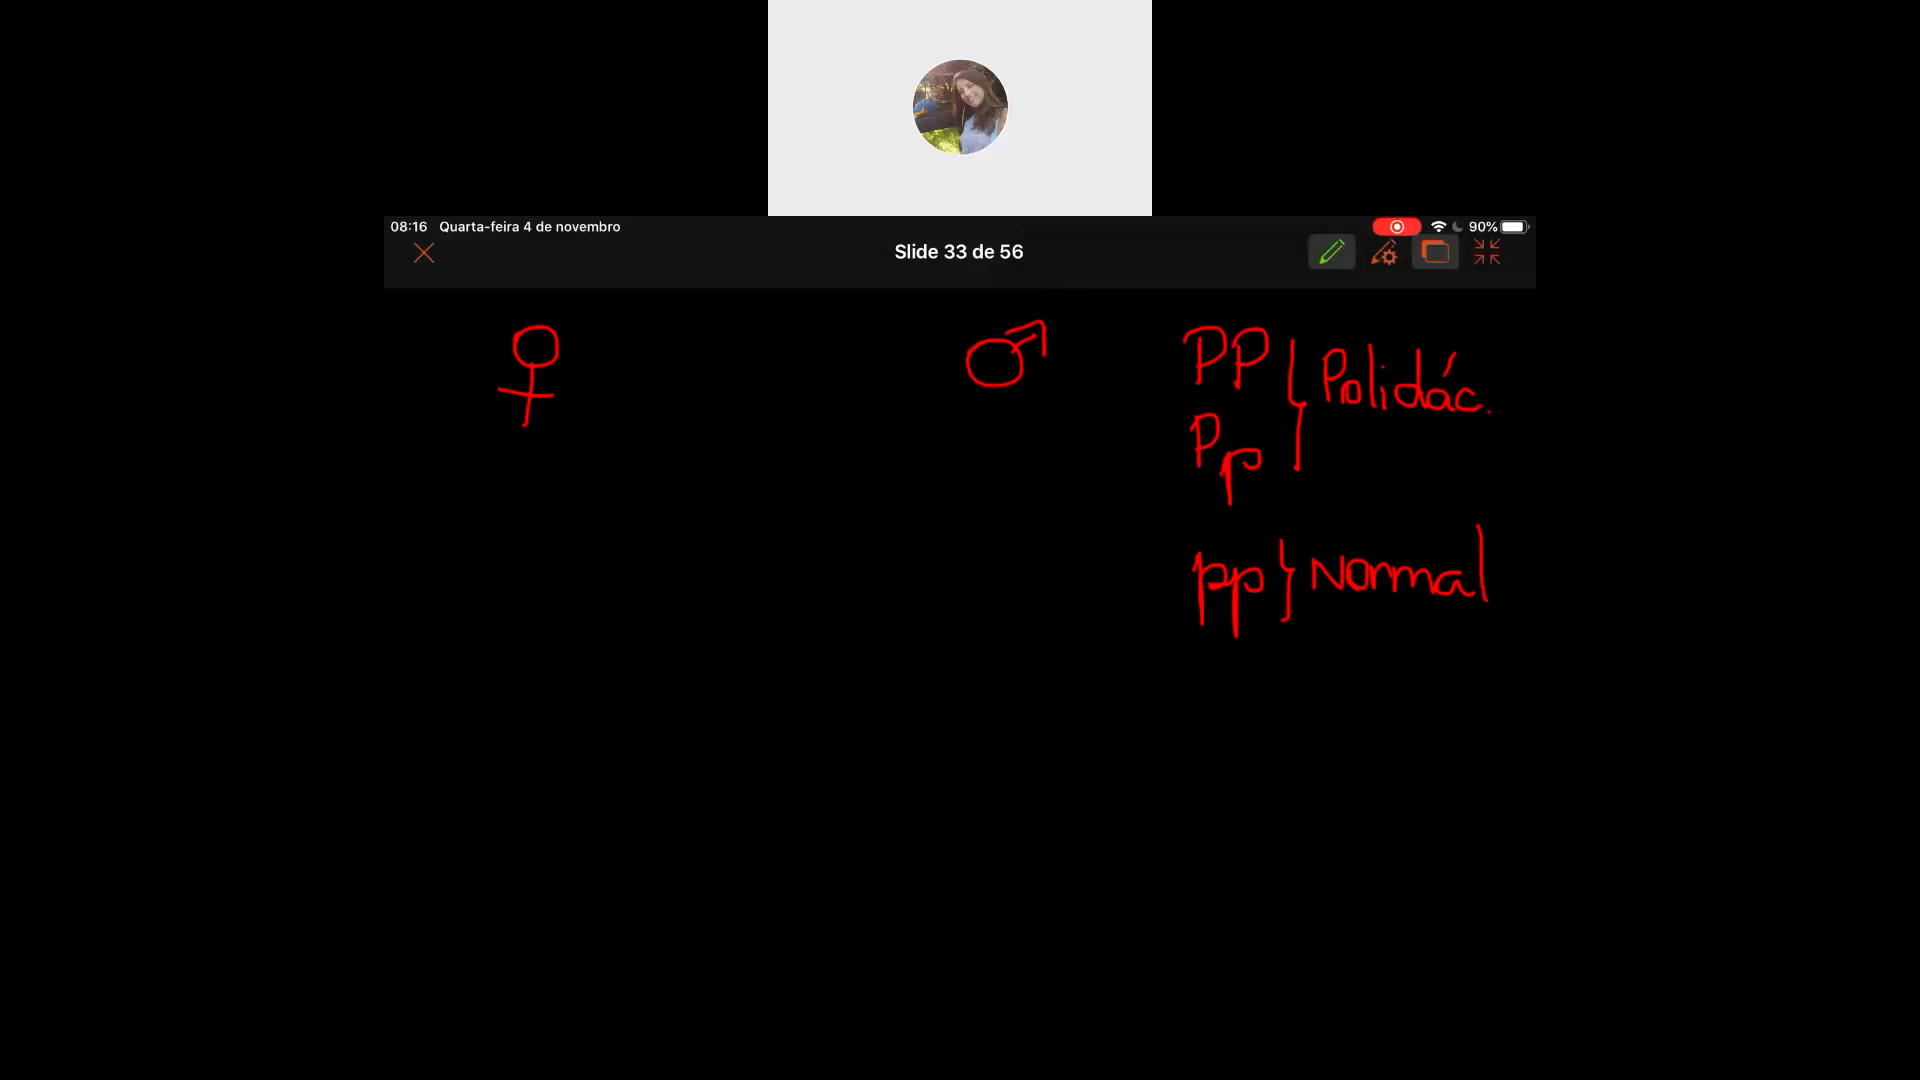 08:16 Quarta-feira 4 de novembro
90%
Slide 33 de 56
PP
Polidác.
Pp
pp Normal